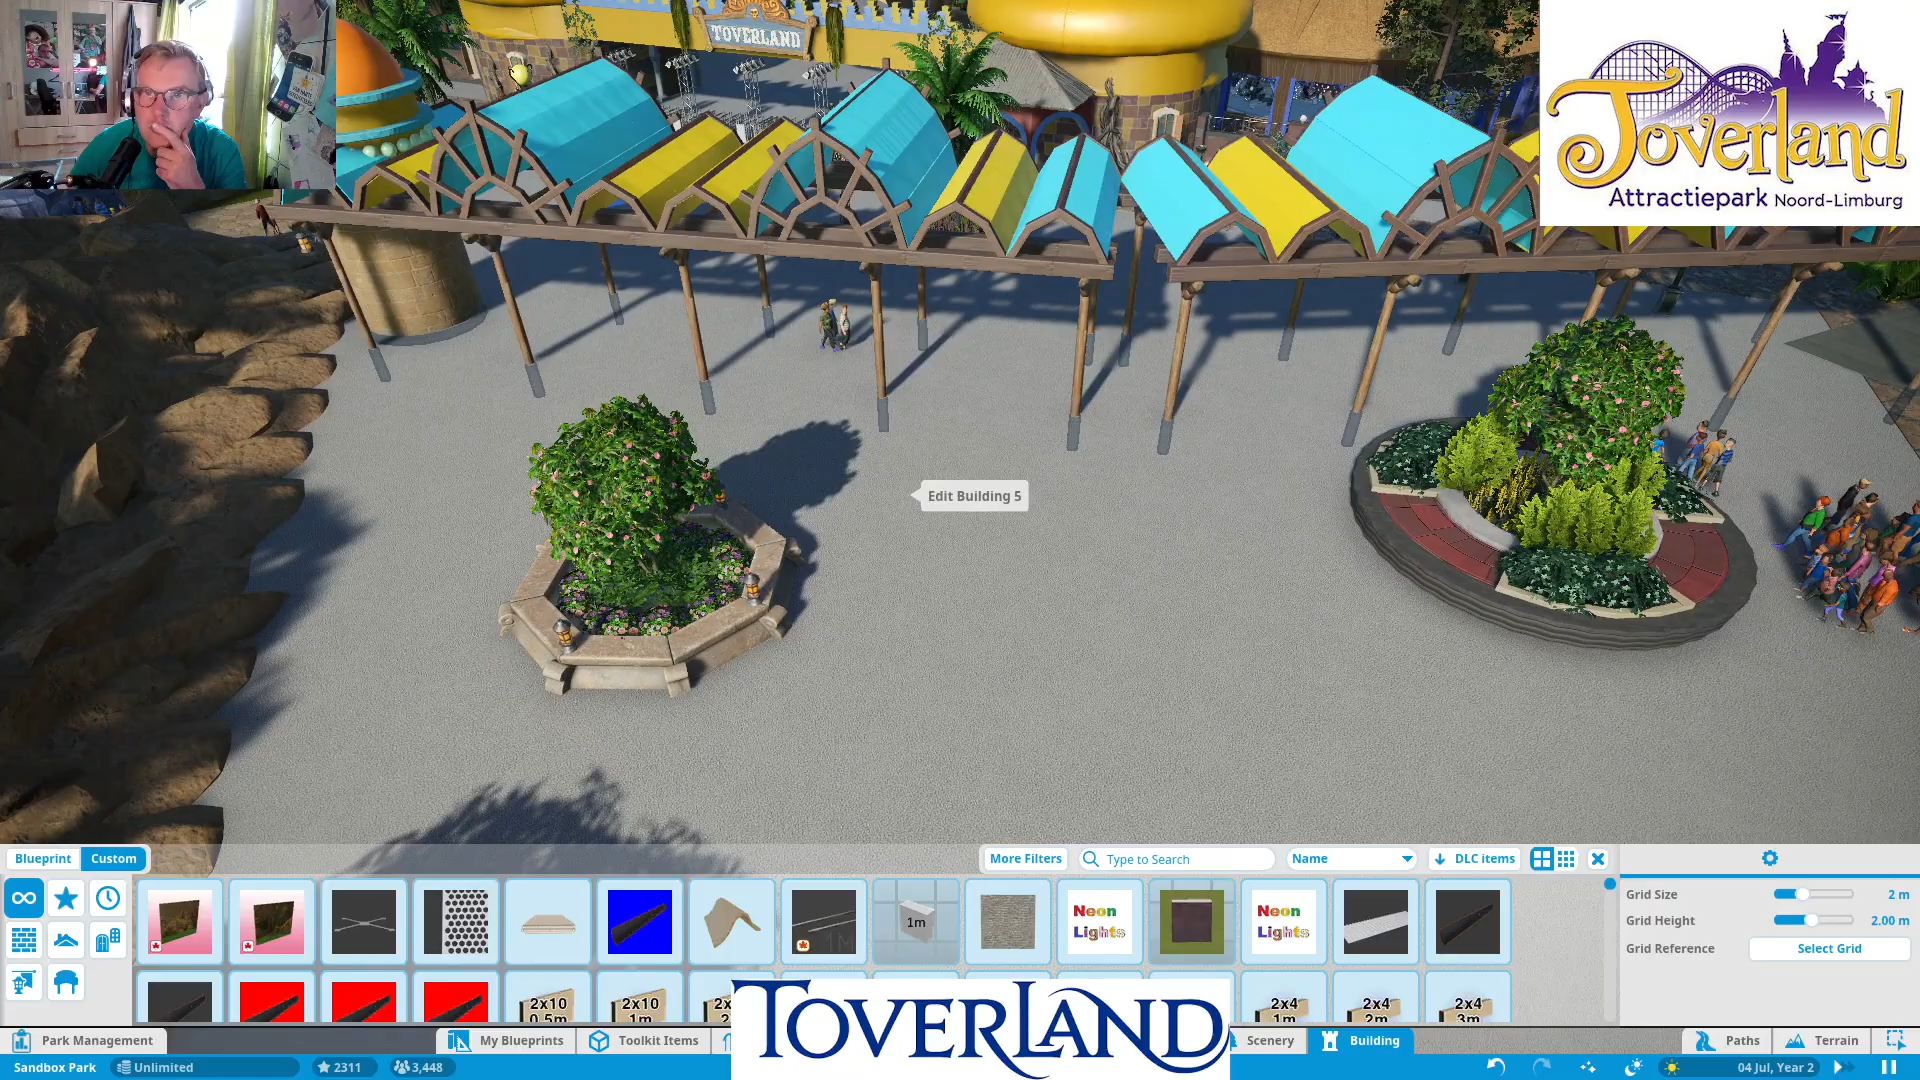 TOVERLAND
Toverland
Attractiepark Noord-Limburg
Edit Building 5
Blueprint
Custom
More Filters
Type to Search
Name
DLC items
Grid Size
2 m
Grid Height
2.00 m
Grid Reference
Select Grid
1M
1m
Neon
Lights
Neon
Lights
2x10
0.5m
2x10
1m
2x4
1m
2x4
2m
2x4
3m
TOVERLAND
Park Management
My Blueprints
Toolkit Items
Scenery
Building
Paths
Terrain
Sandbox Park
Unlimited
2311
3,448
04 Jul, Year 2